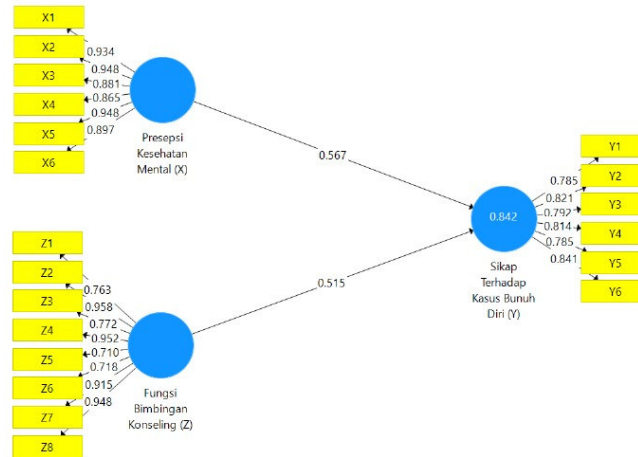 X1
X2
X3
X4
X5
X6
0.934
0.948
0.881
0.865
0.948
0.897
Presepsi
Kesehatan
Mental (X)
0.567
Z1
Z2
Z3
Z4
Z5
Z6
Z7
Z8
0.763
0.958
0.772
0.952
0.710
0.718
0.915
0.948
Fungsi
Bimbingan
Konseling (Z)
0.515
0.842
Sikap
Terhadap
Kasus Bunuh
Diri (Y)
0.785
0.821
0.792
0.814
0.785
0.841
Y1
Y2
Y3
Y4
Y5
Y6